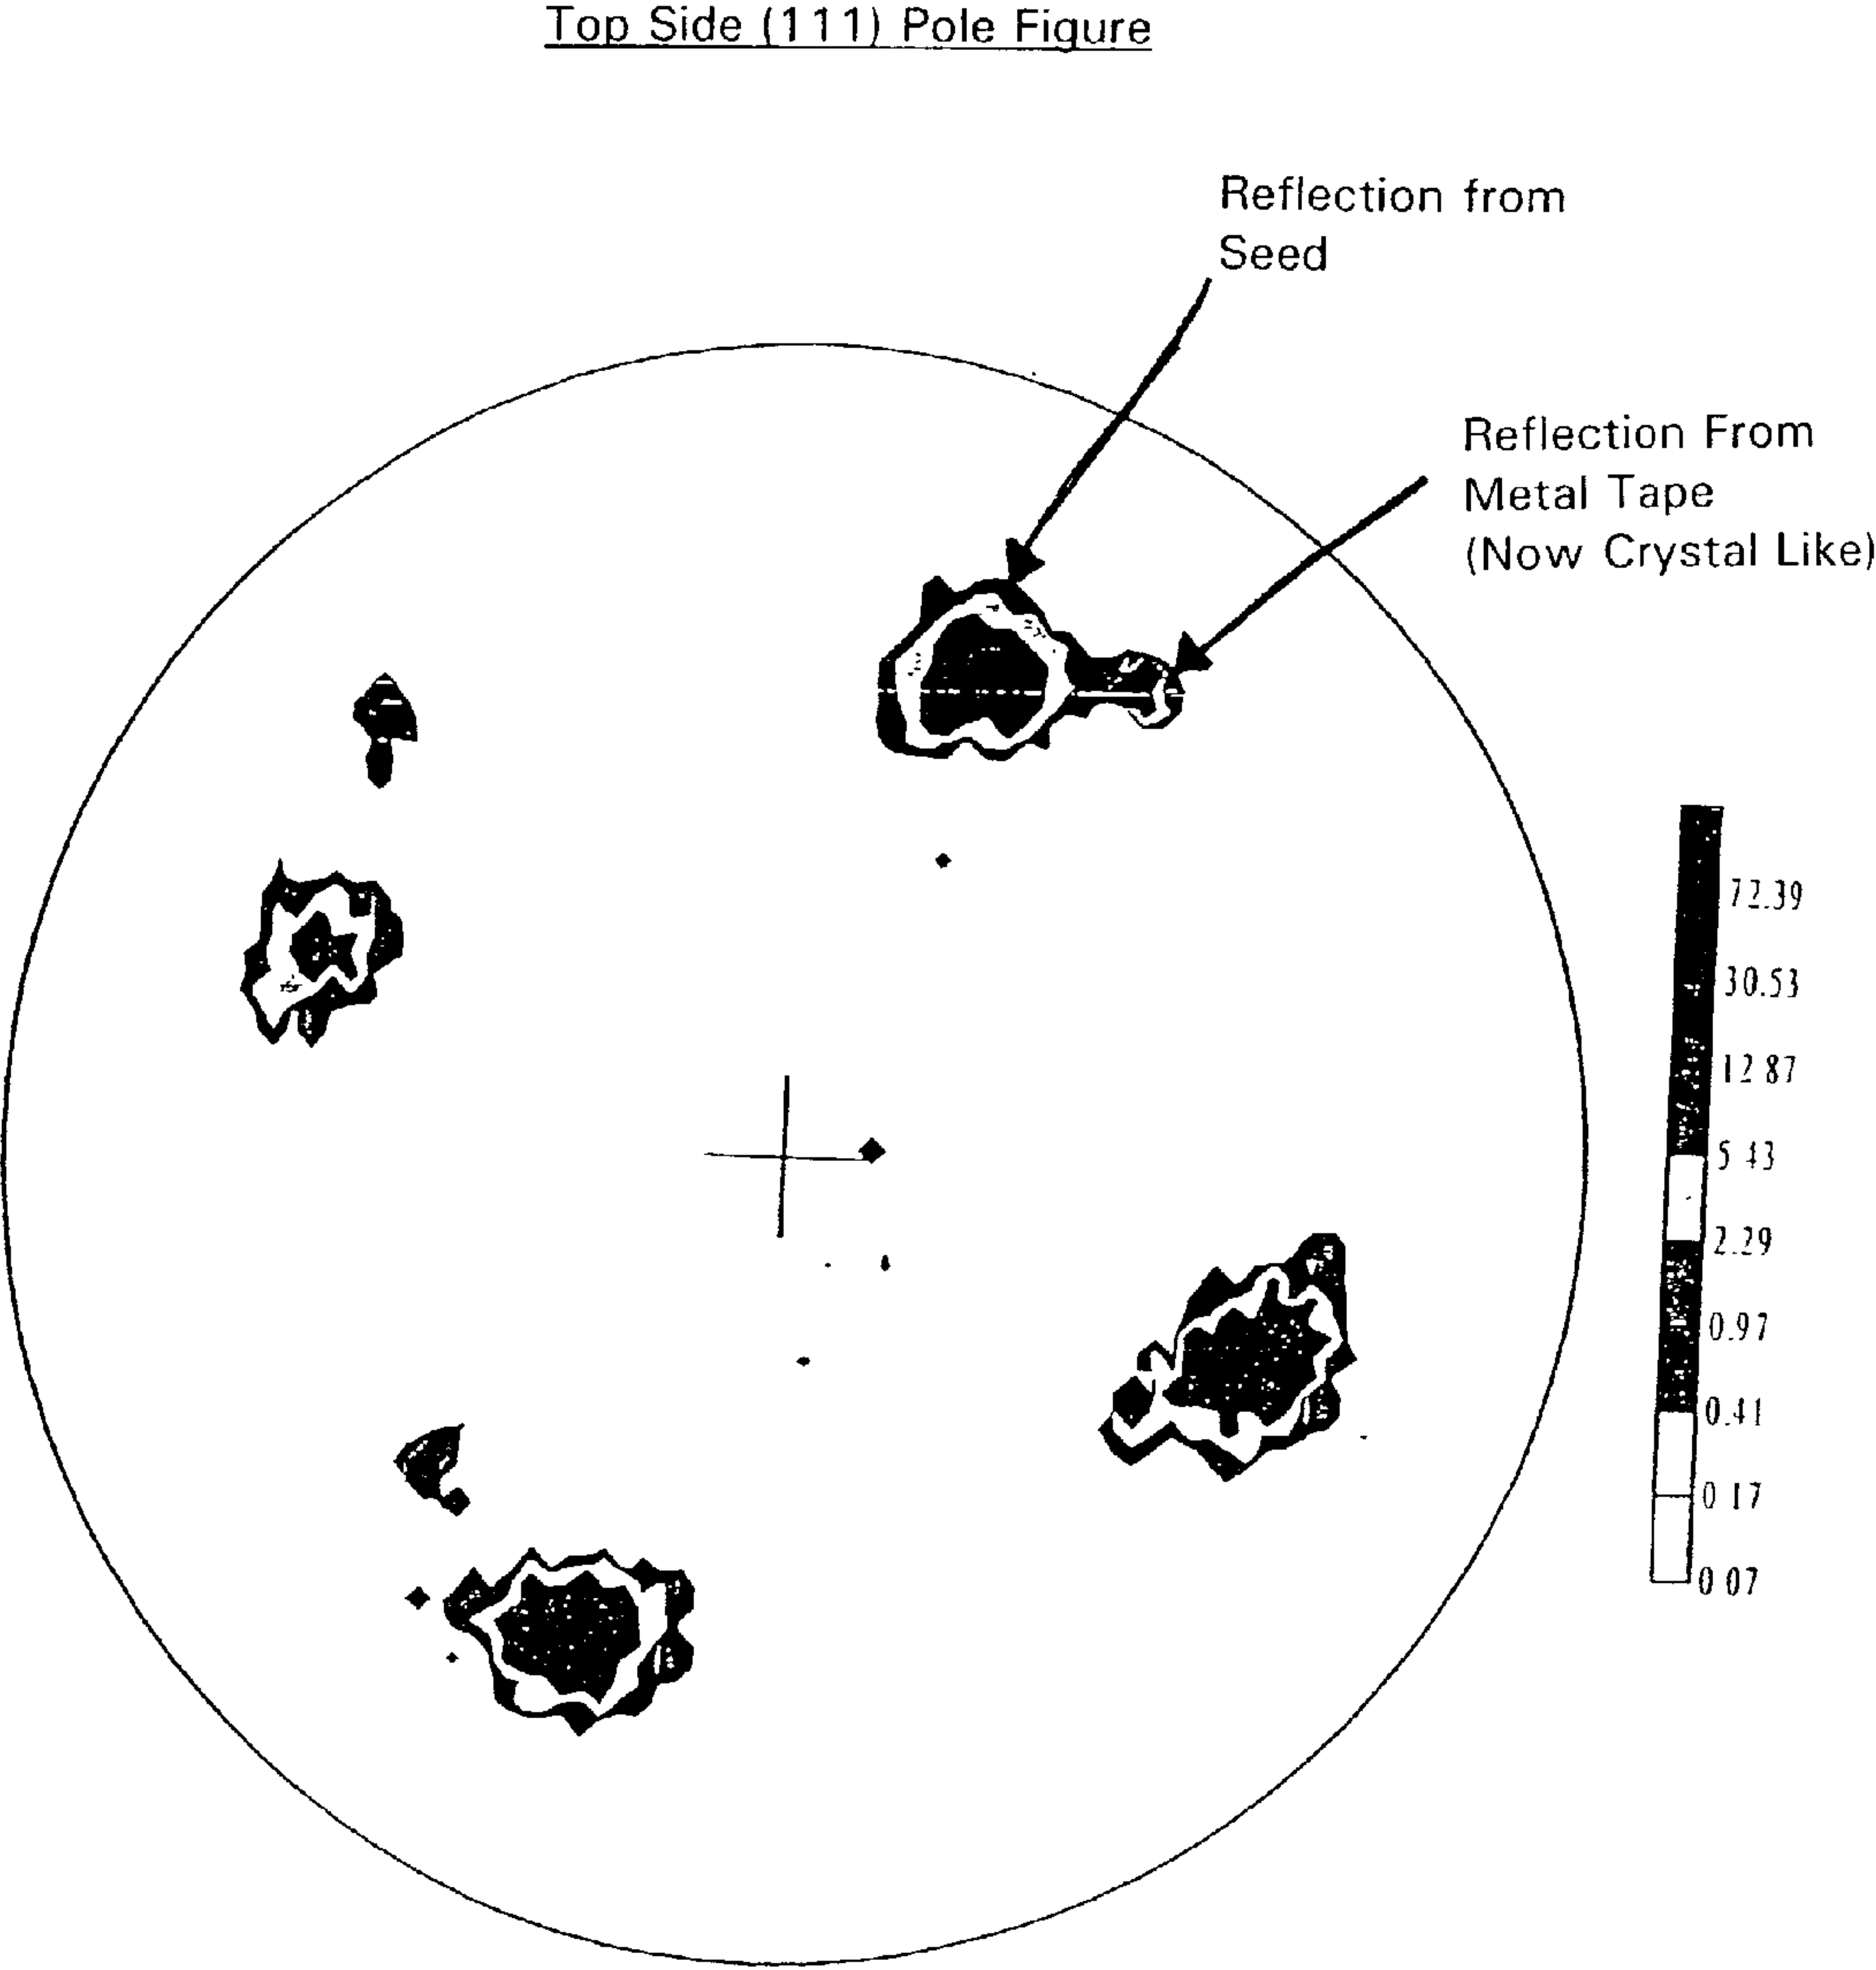 Top Side (111) Pole Figure
Reflection from
Seed
Reflection From
Metal Tape
(Now Crystal Like)
72.39
30.53
12 87
5 43
2.29
0.97
0.41
0 17
0 07